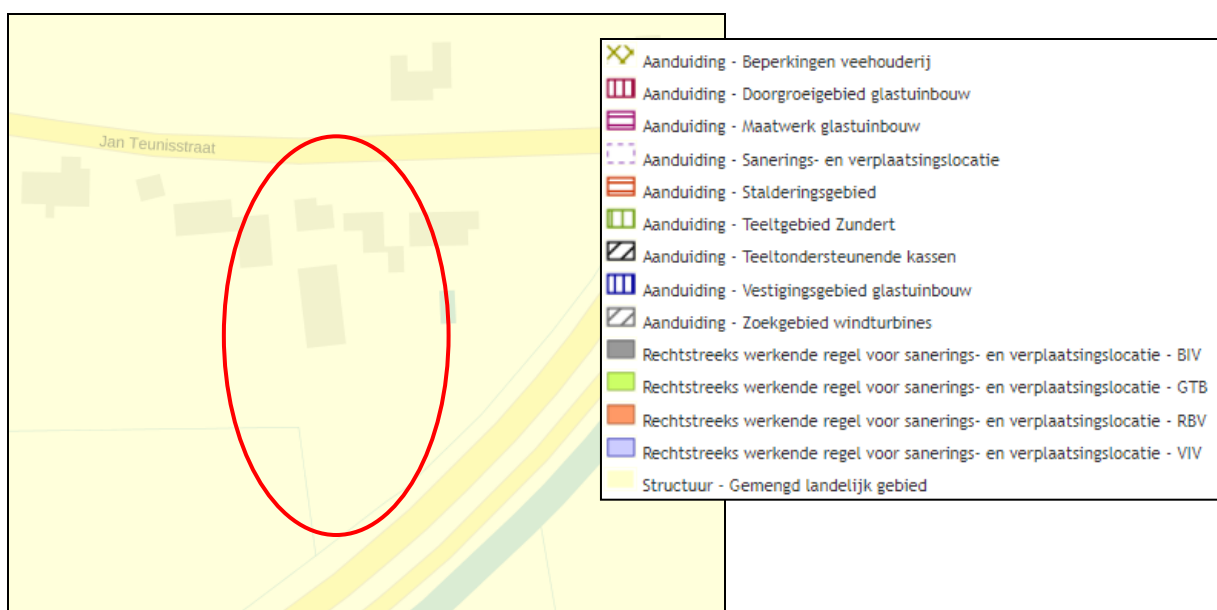 Jan Teunisstraat
Aanduiding - Beperkingen veehouderij
Aanduiding - Doorgroeigebied glastuinbouw
Aanduiding - Maatwerk glastuinbouw
Aanduiding - Sanerings- en verplaatsingslocatie
Aanduiding - Stalderingsgebied
Aanduiding - Teeltgebied Zundert
Aanduiding - Teeltondersteunende kassen
Aanduiding - Vestigingsgebied glastuinbouw
Aanduiding - Zoekgebied windturbines
Rechtstreeks werkende regel voor sanerings- en verplaatsingslocatie - BIV
Rechtstreeks werkende regel voor sanerings- en verplaatsingslocatie - GTB
Rechtstreeks werkende regel voor sanerings- en verplaatsingslocatie - RBV
Rechtstreeks werkende regel voor sanerings- en verplaatsingslocatie - VIV
Structuur - Gemengd landelijk gebied